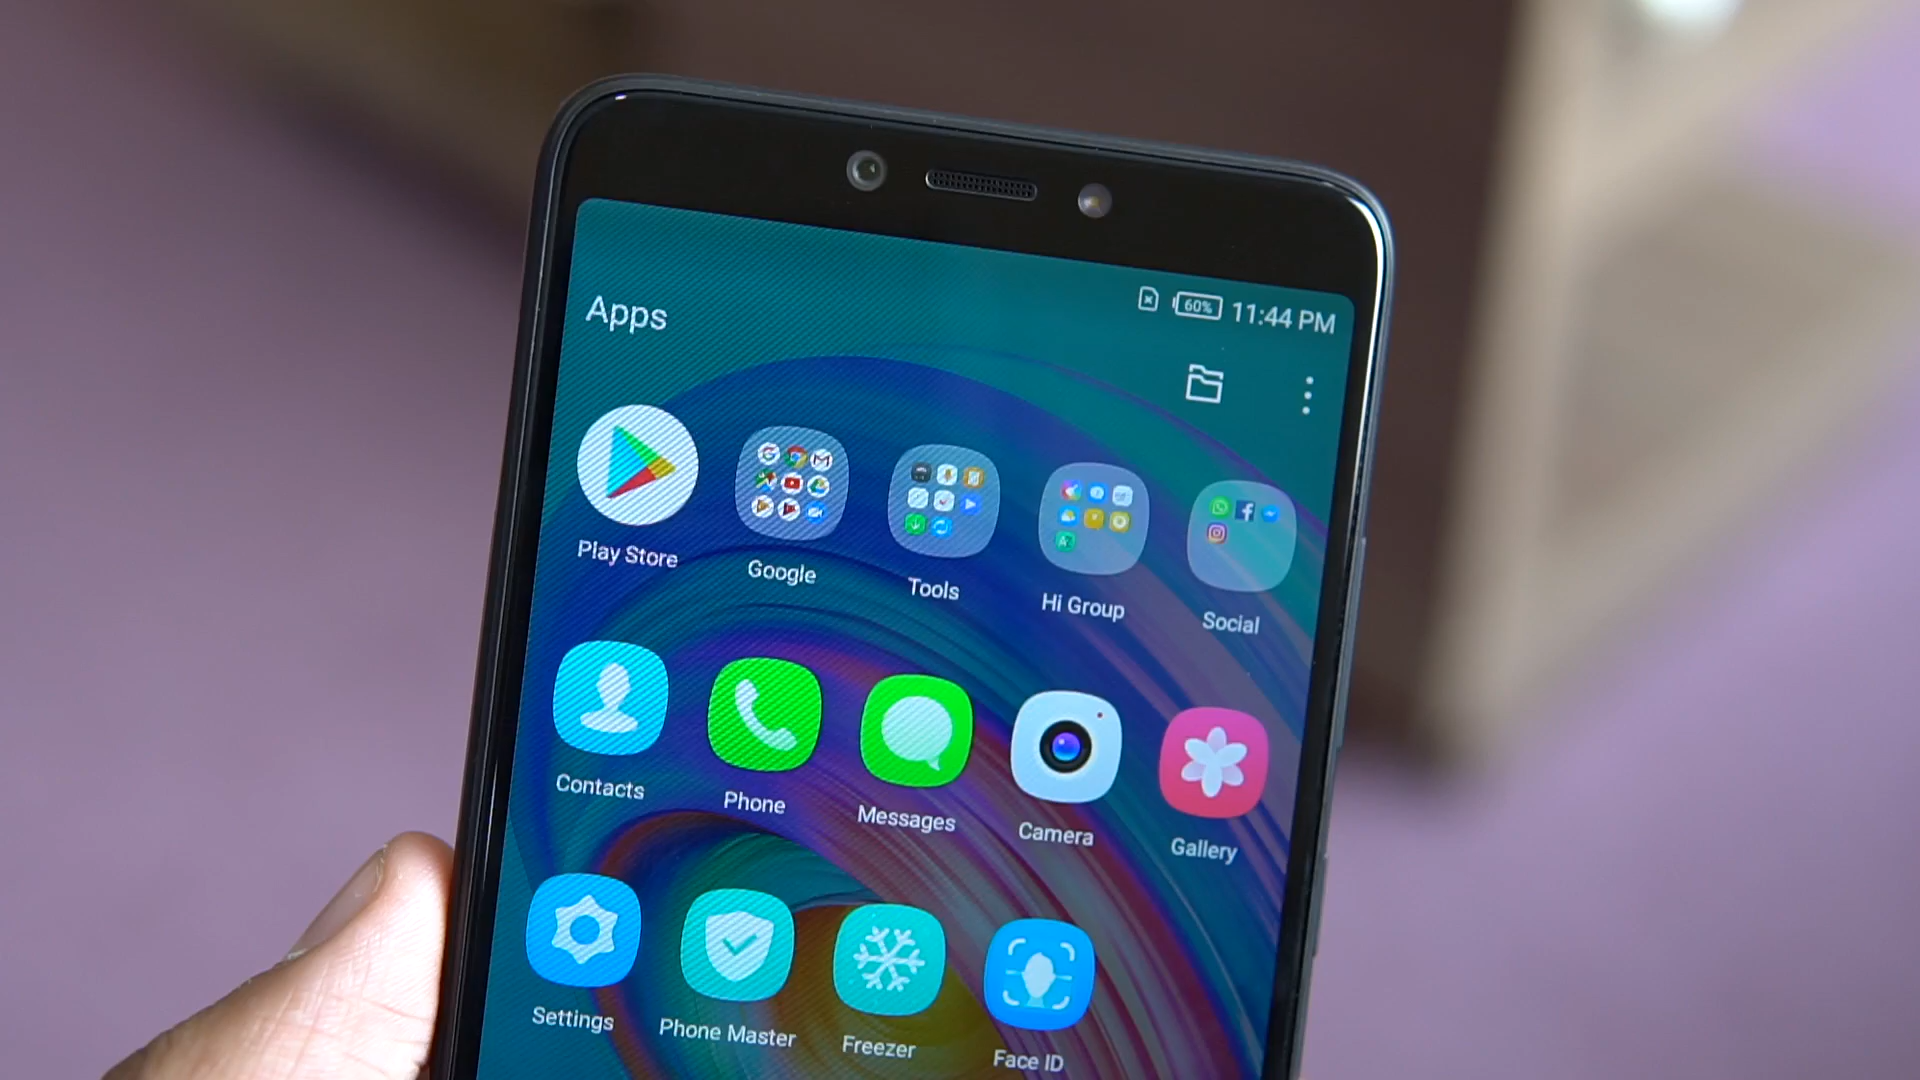 60% 11:44 PM
Apps
Play Store
Google
Tools
Hi Group
Social
Contacts
Phone
Messages
Camera
Gallery
Settings
Phone Master
Freezer
Face ID